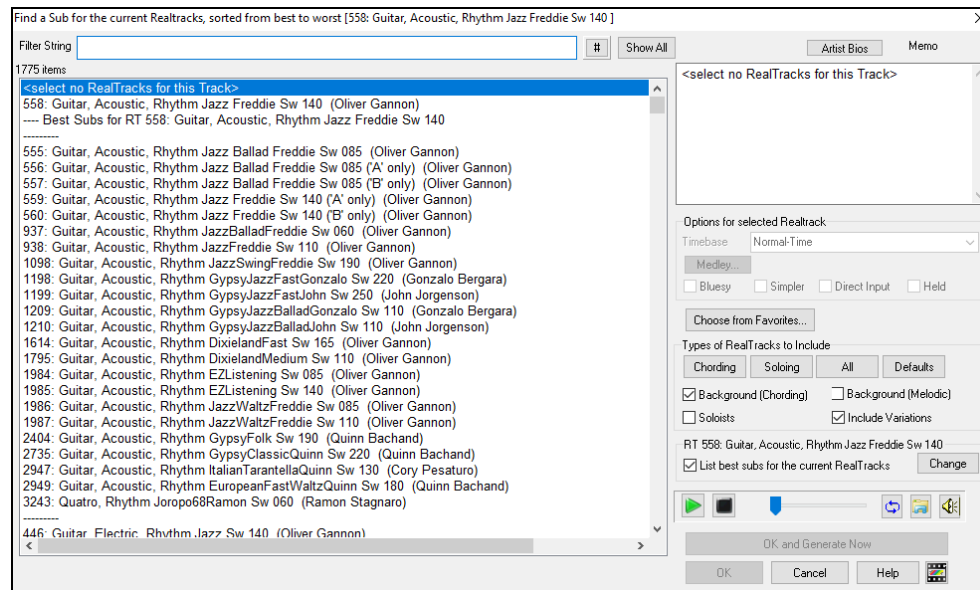 Find a Sub for the current Realtracks, sorted from best to worst [558: Guitar, Acoustic, Rhythm Jazz Freddie Sw 140 ]
Filter String
#
Show All
Artist Bios
Memo
1775 items
<select no RealTracks for this Track>
558: Guitar, Acoustic, Rhythm Jazz Freddie Sw 140 (Oliver Gannon)
---- Best Subs for RT 558: Guitar, Acoustic, Rhythm Jazz Freddie Sw 140
---------
555: Guitar, Acoustic, Rhythm Jazz Ballad Freddie Sw 085 (Oliver Gannon)
556: Guitar, Acoustic, Rhythm Jazz Ballad Freddie Sw 085 ('A' only) (Oliver Gannon)
557: Guitar, Acoustic, Rhythm Jazz Ballad Freddie Sw 085 ('B' only) (Oliver Gannon)
559: Guitar, Acoustic, Rhythm Jazz Freddie Sw 140 ('A' only) (Oliver Gannon)
560: Guitar, Acoustic, Rhythm Jazz Freddie Sw 140 ('B' only) (Oliver Gannon)
937: Guitar, Acoustic, Rhythm JazzBalladFreddie Sw 060 (Oliver Gannon)
938: Guitar, Acoustic, Rhythm JazzFreddie Sw 110 (Oliver Gannon)
1098: Guitar, Acoustic, Rhythm JazzSwingFreddie Sw 190 (Oliver Gannon)
1198: Guitar, Acoustic, Rhythm GypsyJazzFastGonzalo Sw 220 (Gonzalo Bergara)
1199: Guitar, Acoustic, Rhythm GypsyJazzFastJohn Sw 250 (John Jorgenson)
1209: Guitar, Acoustic, Rhythm GypsyJazzBalladGonzalo Sw 110 (Gonzalo Bergara)
1210: Guitar, Acoustic, Rhythm GypsyJazzBalladJohn Sw 110 (John Jorgenson)
1614: Guitar, Acoustic, Rhythm DixielandFast Sw 165 (Oliver Gannon)
1795: Guitar, Acoustic, Rhythm DixielandMedium Sw 110 (Oliver Gannon)
1984: Guitar, Acoustic, Rhythm EZListening Sw 085 (Oliver Gannon)
1985: Guitar, Acoustic, Rhythm EZListening Sw 140 (Oliver Gannon)
1986: Guitar, Acoustic, Rhythm JazzWaltzFreddie Sw 085 (Oliver Gannon)
1987: Guitar, Acoustic, Rhythm JazzWaltzFreddie Sw 110 (Oliver Gannon)
2404: Guitar, Acoustic, Rhythm GypsyFolk Sw 190 (Quinn Bachand)
2735: Guitar, Acoustic, Rhythm GypsyClassicQuinn Sw 220 (Quinn Bachand)
2947: Guitar, Acoustic, Rhythm ItalianTarantellaQuinn Sw 130 (Cory Pesaturo)
2949: Guitar, Acoustic, Rhythm EuropeanFastWaltzQuinn Sw 180 (Quinn Bachand)
3243: Quatro, Rhythm Joropo68Ramon Sw 060 (Ramon Stagnaro)
---------
446: Guitar, Electric, Rhythm Jazz Sw 140 (Oliver Gannon)
<select no RealTracks for this Track>
Options for selected Realtrack
Timebase
Normal-Time
Medley...
Bluesy
Simpler
Direct Input
Held
Choose from Favorites...
Types of RealTracks to Include
Chording
Soloing
All
Defaults
Background (Chording)
Background (Melodic)
Soloists
Include Variations
RT 558: Guitar, Acoustic, Rhythm Jazz Freddie Sw 140
List best subs for the current RealTracks
Change
OK and Generate Now
OK
Cancel
Help